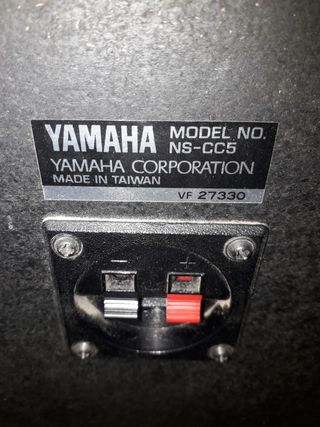 YAMAHA MODEL NO.
NS-CC5
YAMAHA CORPORATION
MADE IN TAIWAN
VF 27330
- +